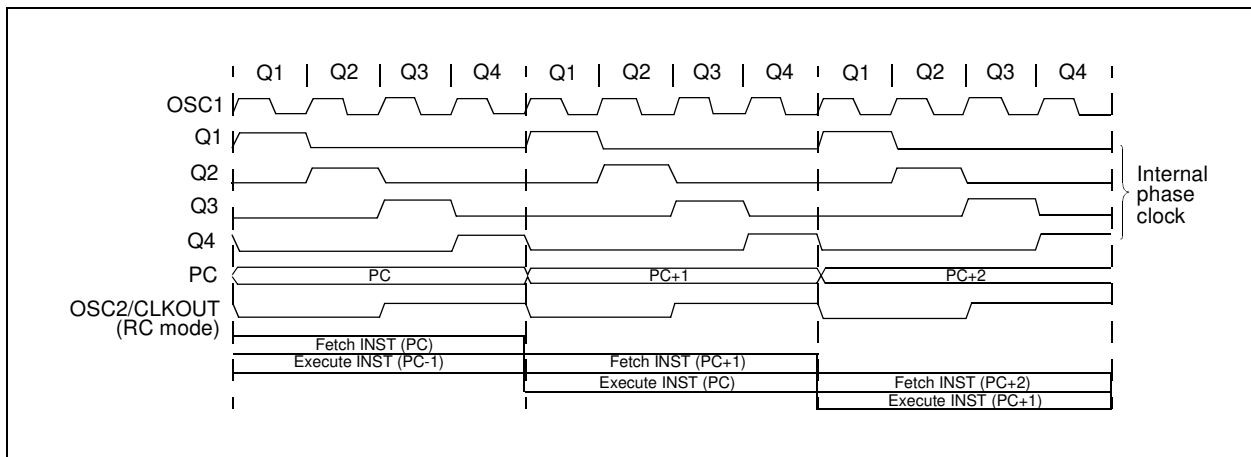 Q1 Q2 Q3 Q4 Q1 Q2 Q3 Q4 Q1 Q2 Q3 Q4
OSC1
Q1
Q2
Q3
Q4
Internal
phase
clock
PC PC PC+1 PC+2
OSC2/CLKOUT
(RC mode)
Fetch INST (PC)
Execute INST (PC-1) Fetch INST (PC+1)
Execute INST (PC) Fetch INST (PC+2)
Execute INST (PC+1)